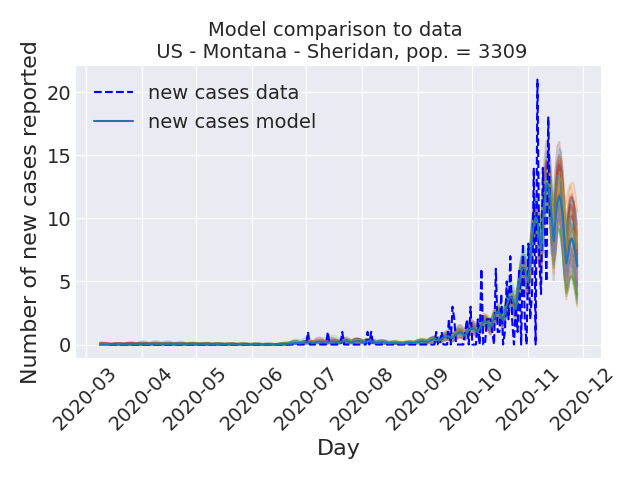 Model comparison to data
US - Montana - Sheridan, pop. = 3309
Number of new cases reported
20
15
10
5
0
new cases data
new cases model
2020-03
2020-04
2020-05
2020-06
2020-07
2020-08
2020-09
2020-10
2020-11
2020-12
Day